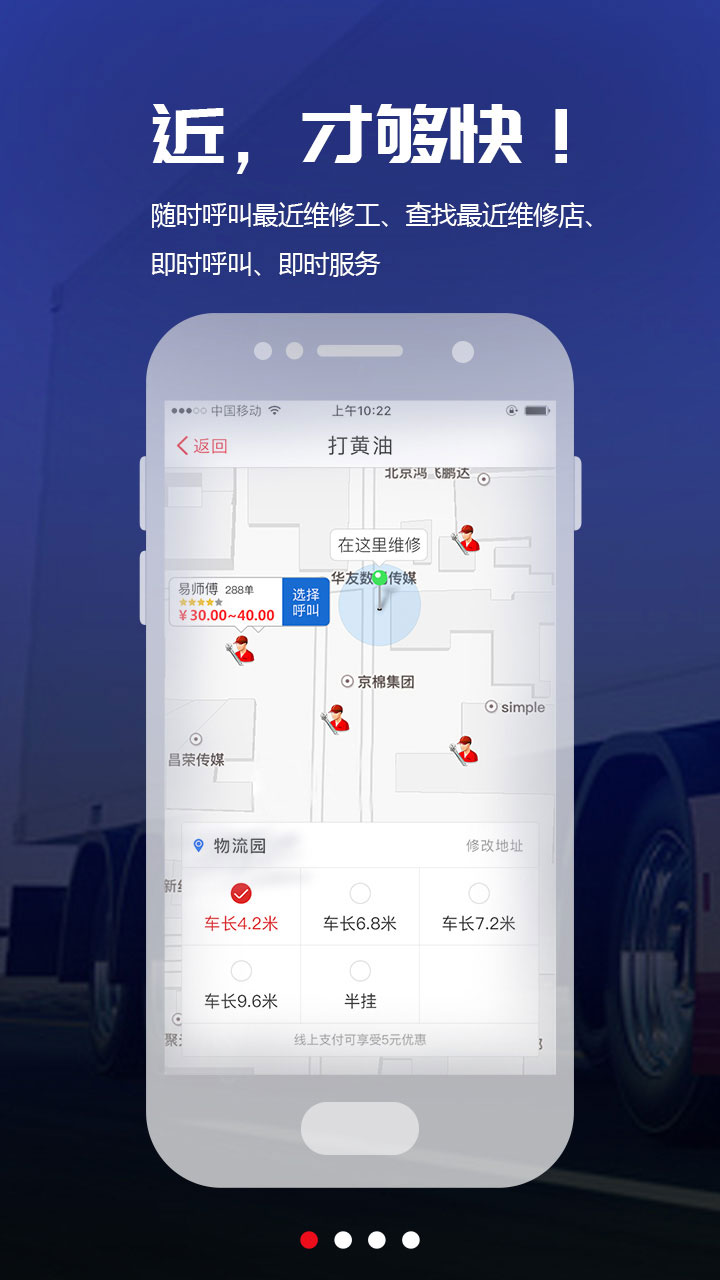 近，才够快！
随时呼叫最近维修工、查找最近维修店、
即时呼叫、即时服务
中国移动 上午10:22
返回 打黄油
北京鸿飞鹏达
在这里维修
华友数 传媒
易师傅 288单
¥30.00~40.00
选择
呼叫
京棉集团
simple
昌荣传媒
物流园 修改地址
车长4.2米 车长6.8米 车长7.2米
车长9.6米 半挂
线上支付可享受5元优惠